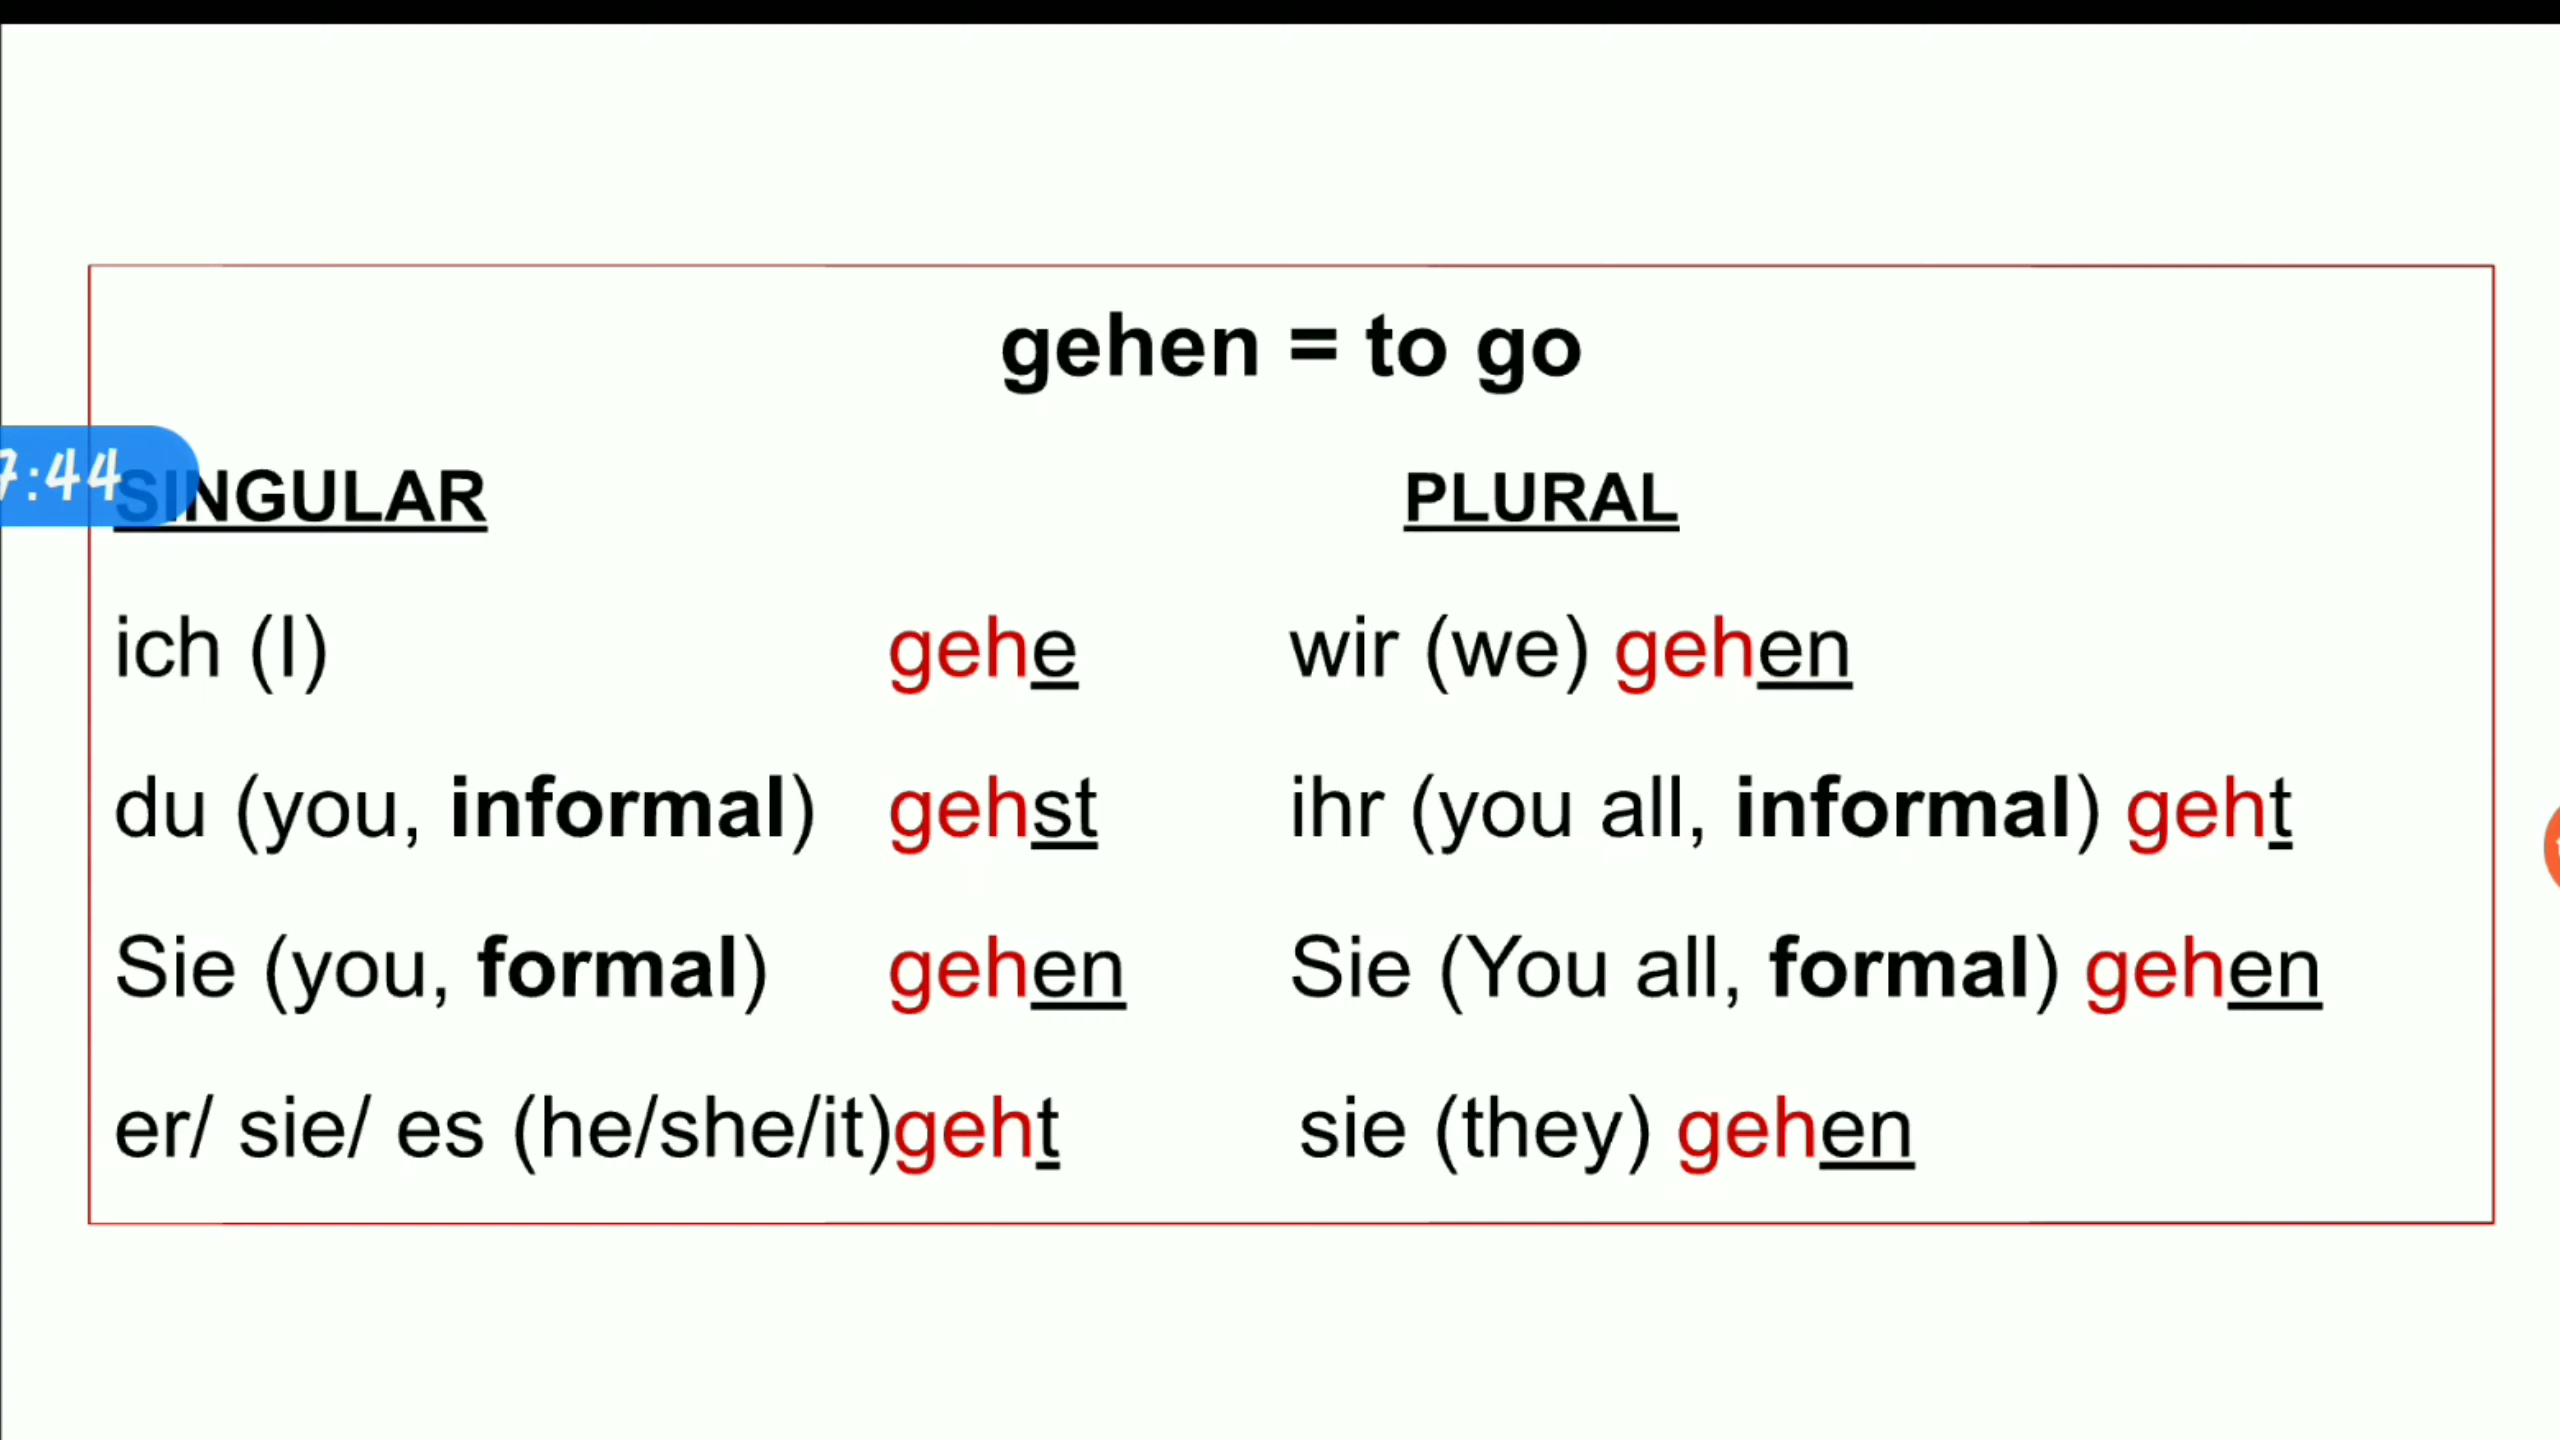 gehen = to go
7:44
SINGULAR PLURAL
ich (I) gehe wir (we) gehen
du (you, informal) gehst ihr (you all, informal) geht
Sie (you, formal) gehen Sie (You all, formal) gehen
er/ sie/ es (he/she/it)geht sie (they) gehen